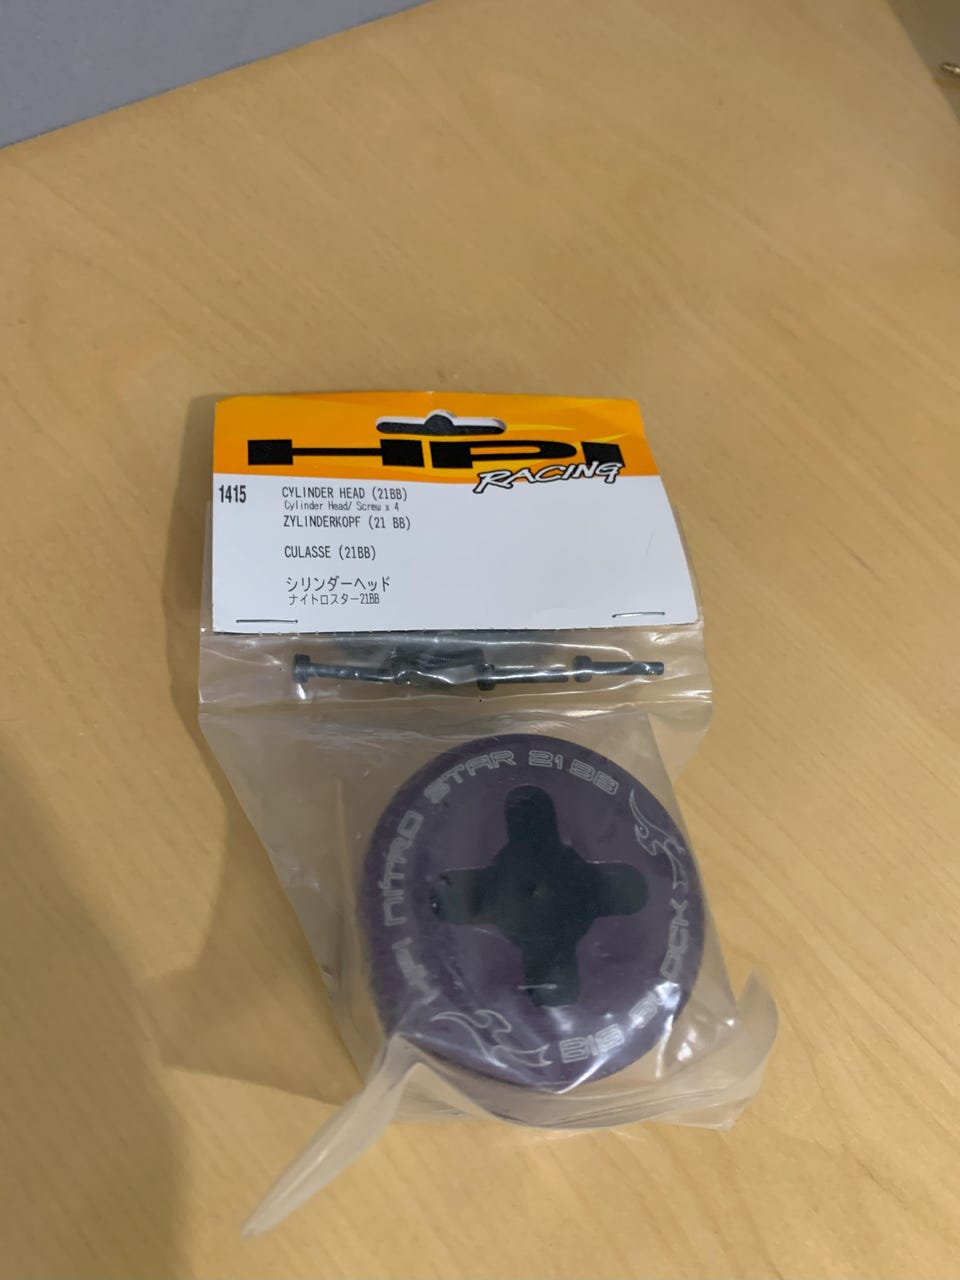 HPI
RACING
1415
CYLINDER HEAD (21BB)
Cylinder Head/ Screw x 4
ZYLINDERKOPF (21 BB)
CULASSE (21BB)
シリンダーヘッド
ナイトロスター21BB
HPI NITRO STAR 21BB
BIG BLOCK